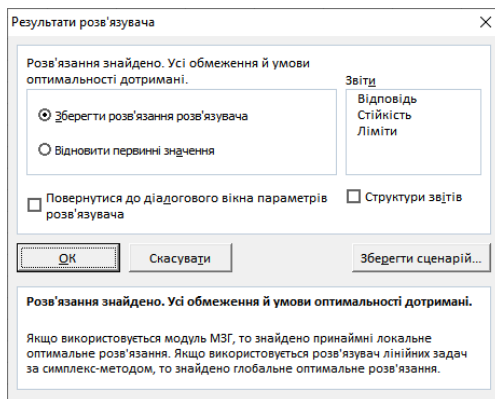 Результати розв'язувача
Розв'язання знайдено. Усі обмеження й умови
оптимальності дотримані.
Звіти
Зберегти розв'язання розв'язувача
Відновити первинні значення
Відповідь
Стійкість
Ліміти
Повернутися до діалогового вікна параметрів
розв'язувача
Структури звітів
ОК
Скасувати
Зберегти сценарій...
Розв'язання знайдено. Усі обмеження й умови оптимальності дотримані.
Якщо використовується модуль МЗГ, то знайдено принаймні локальне
оптимальне розв'язання. Якщо використовується розв'язувач лінійних задач
за симплекс-методом, то знайдено глобальне оптимальне розв'язання.